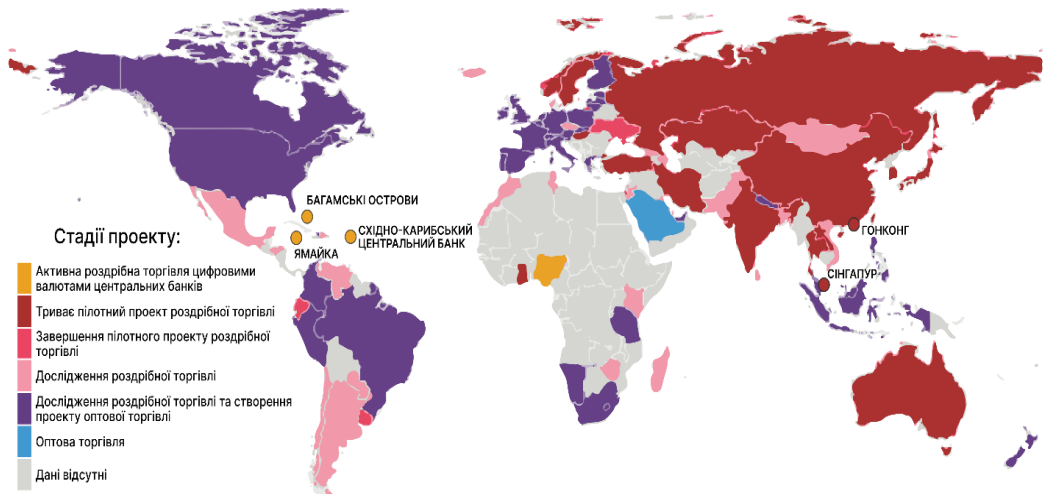 БАГАМСЬКІ ОСТРОВИ
СХІДНО-КАРИБСЬКИЙ
ЦЕНТРАЛЬНИЙ БАНК
ЯМАЙКА
ГОНКОНГ
СІНГАПУР
Стадії проекту:
Активна роздрібна торгівля цифровими
валютами центральних банків
Триває пілотний проект роздрібної торгівлі
Завершення пілотного проекту роздрібної
торгівлі
Дослідження роздрібної торгівлі
Дослідження роздрібної торгівлі та створення
проекту оптової торгівлі
Оптова торгівля
Дані відсутні